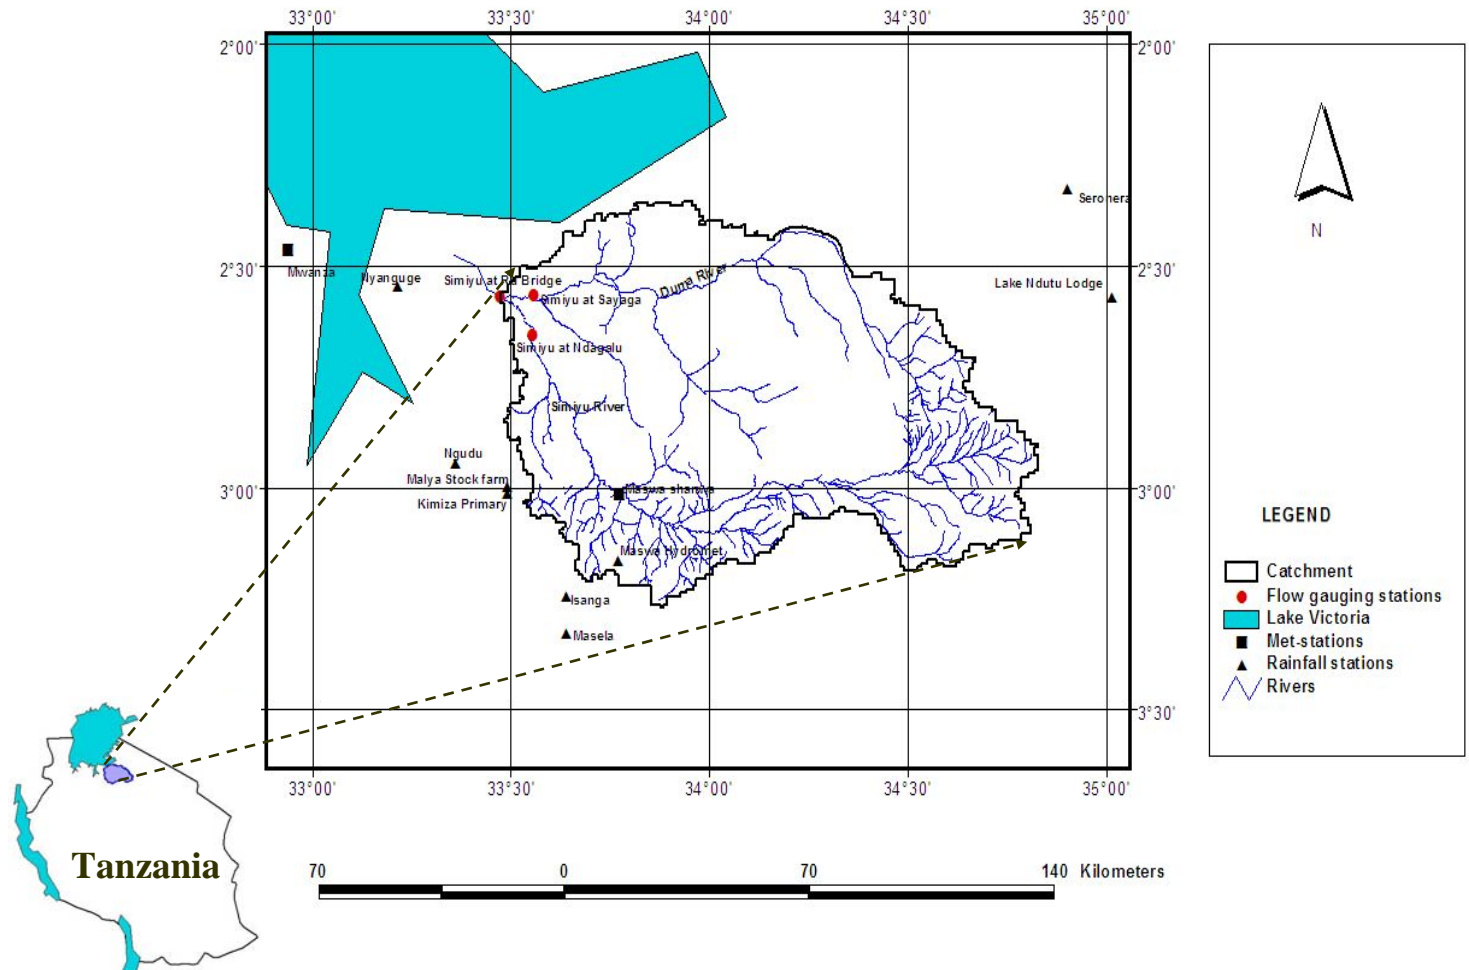 33°00' 33°30' 34°00' 34°30' 35°00'
2°00' 2°00'
Seronera
Mwanza
2°30' 2°30'
Nyanguge
Simiyu at Ra Bridge
Duma River
Lake Ndutu Lodge
Simiyu at Sayaga
Simiyu at Ndagalu
Simiyu River
Ngudu
Malya Stock farm
3°00' 3°00'
Maswa shanwa
Kimiza Primary
Maswa Hydromet
Isanga
Masela
3°30'
33°00' 33°30' 34°00' 34°30' 35°00'
N
LEGEND
Catchment
Flow gauging stations
Lake Victoria
Met-stations
Rainfall stations
Rivers
Tanzania
70 0 70 140 Kilometers